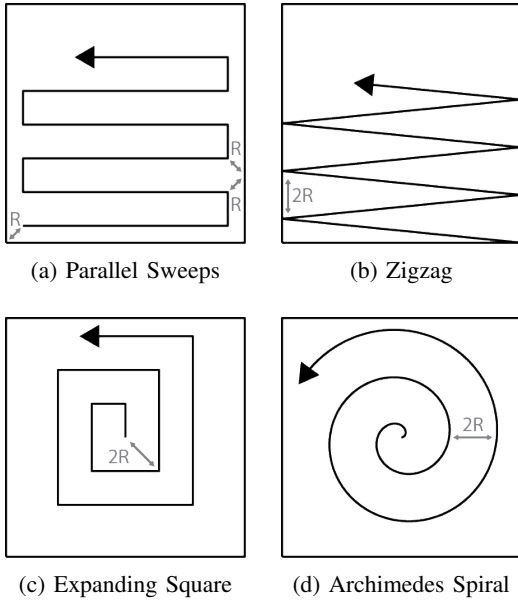 R
R
R
2R
(a) Parallel Sweeps
(b) Zigzag
2R
2R
(c) Expanding Square
(d) Archimedes Spiral